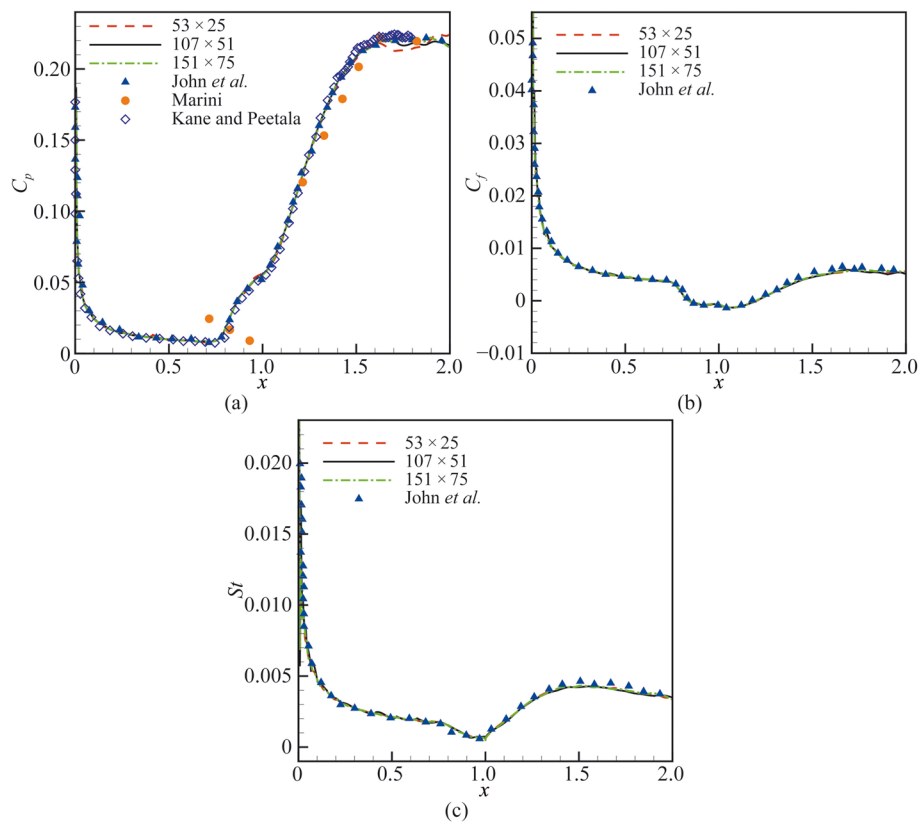 53 × 25
107 × 51
151 × 75
John et al.
Marini
Kane and Peetala
0.20
0.15
0.10
0.05
0
Cp
0
0.5
1.0
1.5
2.0
x
(a)
53 × 25
107 × 51
151 × 75
John et al.
0.05
0.04
0.03
0.02
0.01
0
−0.01
Cf
0
0.5
1.0
1.5
2.0
x
(b)
53 × 25
107 × 51
151 × 75
John et al.
0.020
0.015
0.010
0.005
0
St
0
0.5
1.0
1.5
2.0
x
(c)